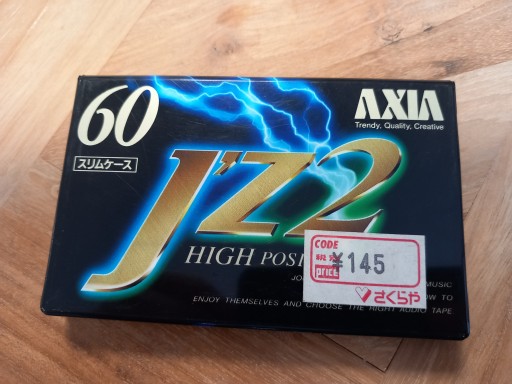 60
AXIA
Trendy, Quality, Creative
スリムケース
J'Z2
HIGH POSI
CODE
price
¥145
さくらや
MUSIC
ENJOY THEMSELVES AND CHOOSE THE RIGHT AUDIO TAPE